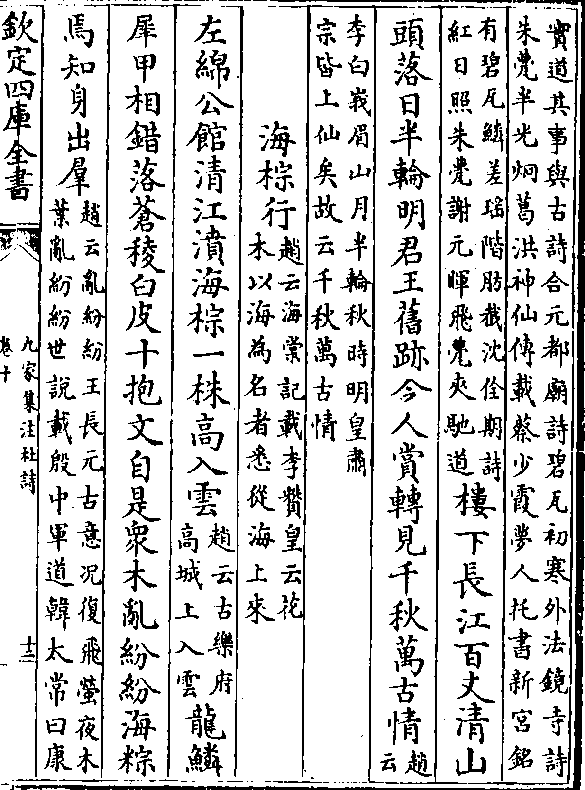 實道其事與古詩合元都廟詩碧瓦初寒外法鏡寺詩
朱甍半光烱葛洪神仙傳載蔡少霞夢人托書新宮銘
有碧瓦鱗差瑶階肪截沈佺期詩
紅日照朱甍謝元暉飛甍夾馳道
樓下長江百丈清山
頭落日半輪明君王舊跡今人賞轉見千秋萬古情
趙
云
李白峩眉山月半輪秋時明皇肅
宗皆上仙矣故云千秋萬古情
海椶行
趙云海棠記載李贊皇云花
木以海為名者悉從海上來
左綿公館清江濆海椶一株高入雲
趙云古樂府
高城上入雲
龍鱗
犀甲相錯落蒼稜白皮十抱文自是衆木亂紛紛海椶
焉知身出羣
趙云亂紛紛王長元古意况復飛螢夜木
葉亂紛紛世說載殷中軍道韓太常曰康
欽定四庫全書
九家集注杜詩
卷十
十三